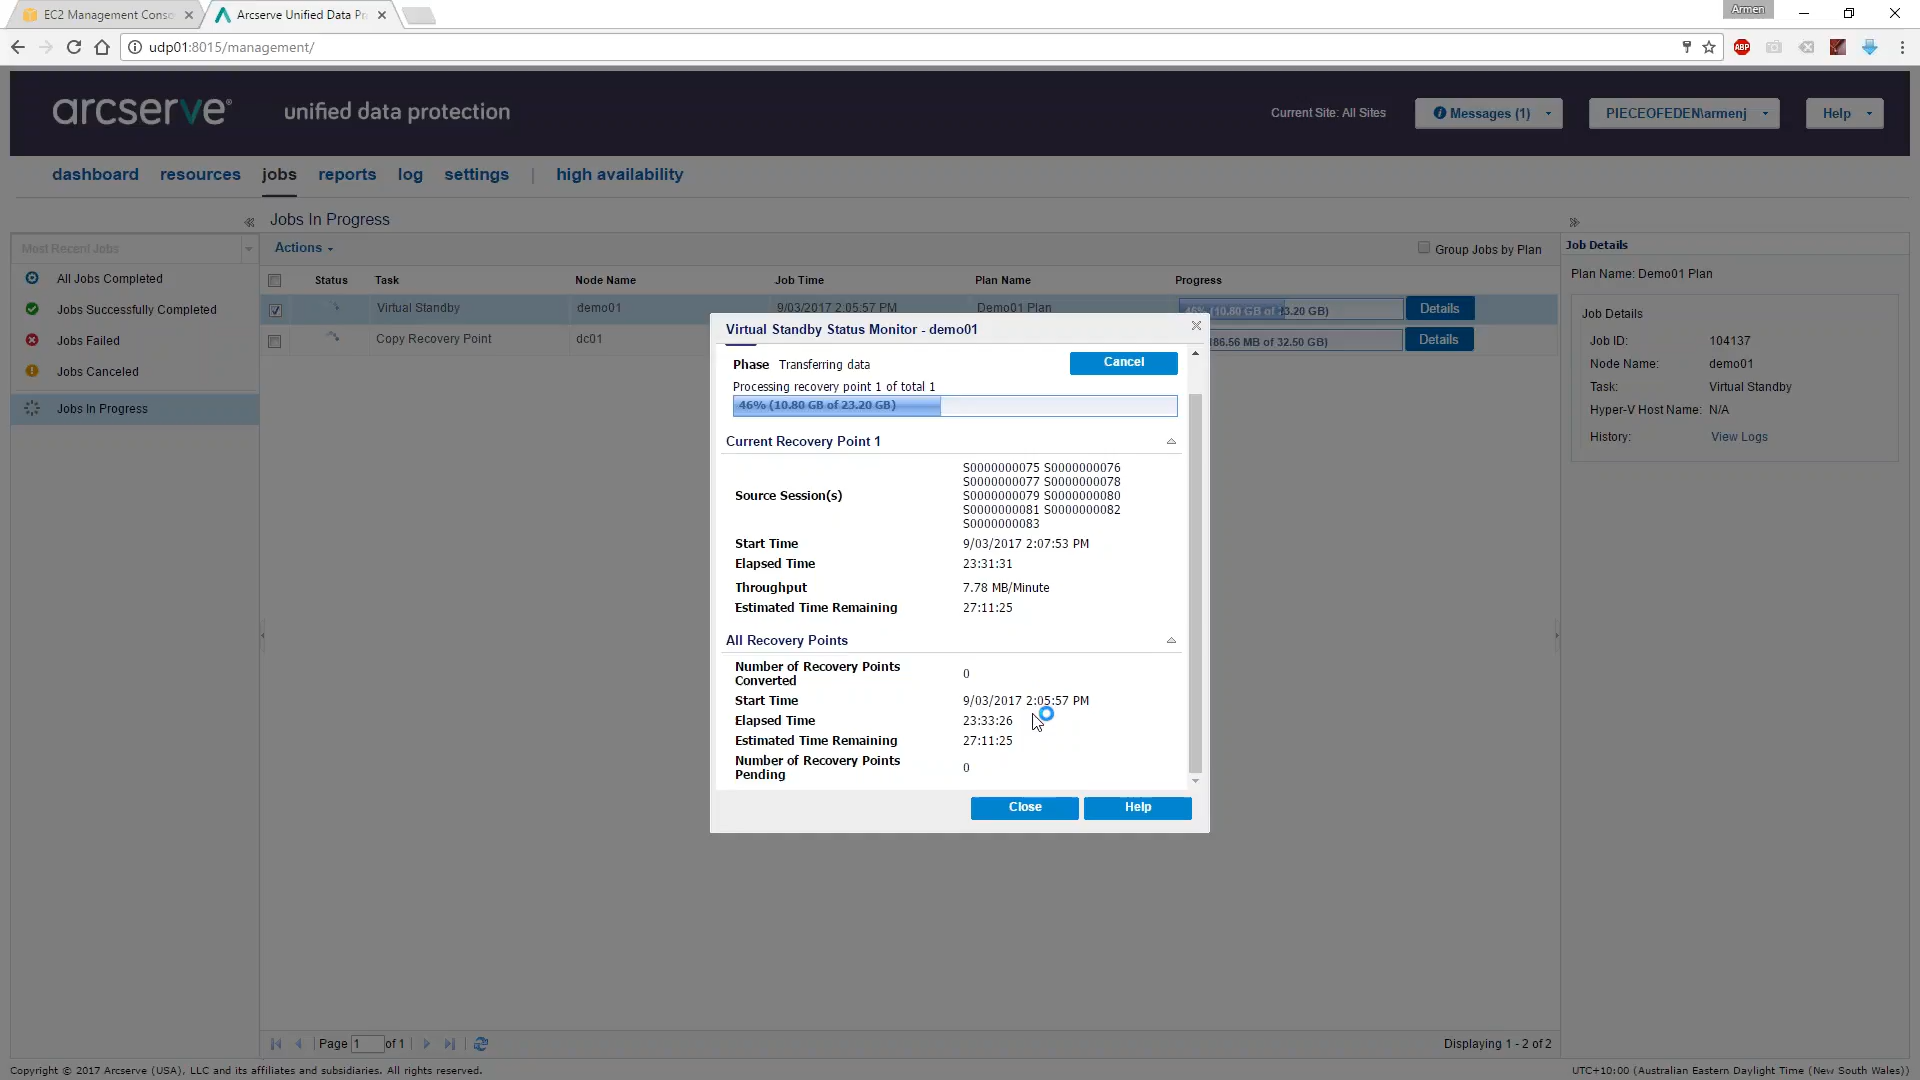 EC2 Management Conso
Arcserve Unified Data Pr
Armen
udp01:8015/management/
ABP
arcserve®
unified data protection
Current Site: All Sites
Messages (1)
PIECEOFEDEN\armenj
Help
dashboard
resources
jobs
reports
log
settings
|
high availability
Jobs In Progress
Most Recent Jobs
Actions
Group Jobs by Plan
Job Details
All Jobs Completed
Status
Task
Node Name
Job Time
Plan Name
Progress
Plan Name: Demo01 Plan
Jobs Successfully Completed
Virtual Standby
demo01
9/03/2017 2:05:57 PM
Demo01 Plan
46% (10.80 GB of 23.20 GB)
Details
Job Details
Jobs Failed
Copy Recovery Point
dc01
86.56 MB of 32.50 GB)
Details
Job ID: 104137
Node Name: demo01
Jobs Canceled
Task: Virtual Standby
Jobs In Progress
Hyper-V Host Name: N/A
History: View Logs
Virtual Standby Status Monitor - demo01
Phase Transferring data
Cancel
Processing recovery point 1 of total 1
46% (10.80 GB of 23.20 GB)
Current Recovery Point 1
Source Session(s)
S0000000075 S0000000076
S0000000077 S0000000078
S0000000079 S0000000080
S0000000081 S0000000082
S0000000083
Start Time 9/03/2017 2:07:53 PM
Elapsed Time 23:31:31
Throughput 7.78 MB/Minute
Estimated Time Remaining 27:11:25
All Recovery Points
Number of Recovery Points
Converted
0
Start Time 9/03/2017 2:05:57 PM
Elapsed Time 23:33:26
Estimated Time Remaining 27:11:25
Number of Recovery Points
Pending
0
Close
Help
Page 1 of 1
Displaying 1 - 2 of 2
Copyright © 2017 Arcserve (USA), LLC and its affiliates and subsidiaries. All rights reserved.
UTC+10:00 (Australian Eastern Daylight Time (New South Wales))